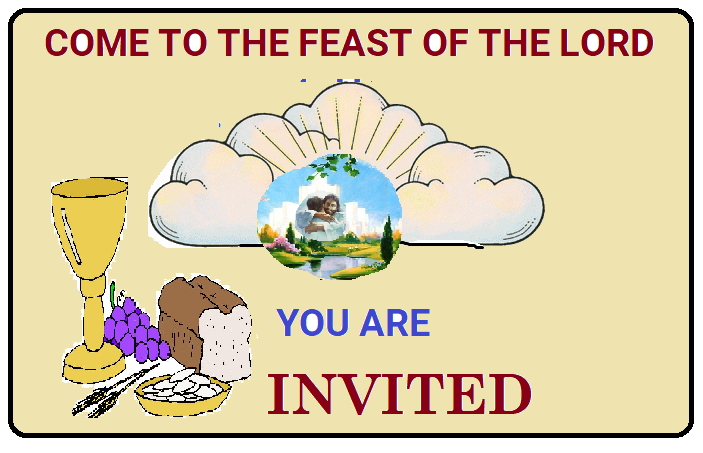 COME TO THE FEAST OF THE LORD
YOU ARE
INVITED